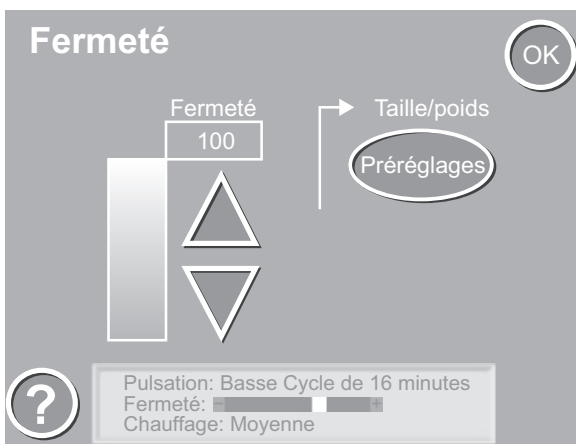 Fermeté
OK
Fermeté
100
Taille/poids
Préréglages
?
Pulsation: Basse Cycle de 16 minutes
Fermeté: - +
Chauffage: Moyenne